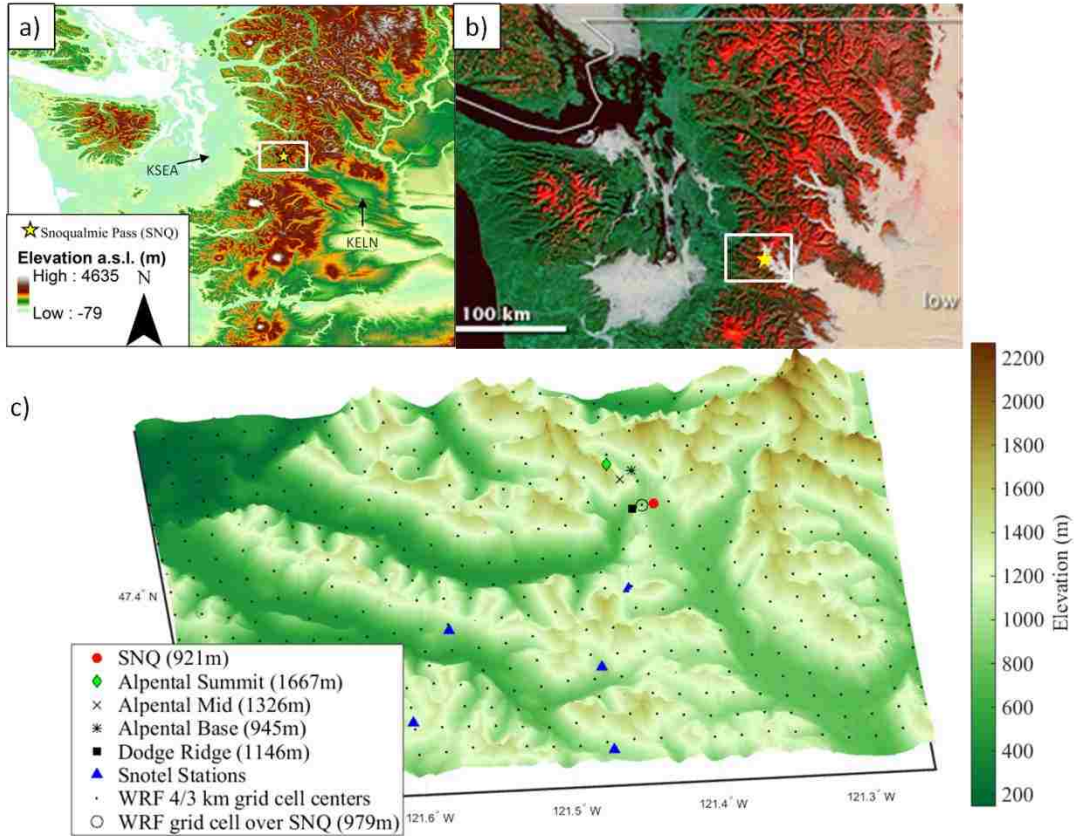 a)
KSEA
KELN
Snoqualmie Pass (SNQ)
Elevation a.s.l. (m)
High : 4635
Low : -79
N
b)
100 km
low
c)
47.4° N
121.6° W
121.5° W
121.4° W
121.3° W
SNQ (921m)
Alpental Summit (1667m)
Alpental Mid (1326m)
Alpental Base (945m)
Dodge Ridge (1146m)
Snotel Stations
WRF 4/3 km grid cell centers
WRF grid cell over SNQ (979m)
2200
2000
1800
1600
1400
1200
1000
800
600
400
200
Elevation (m)